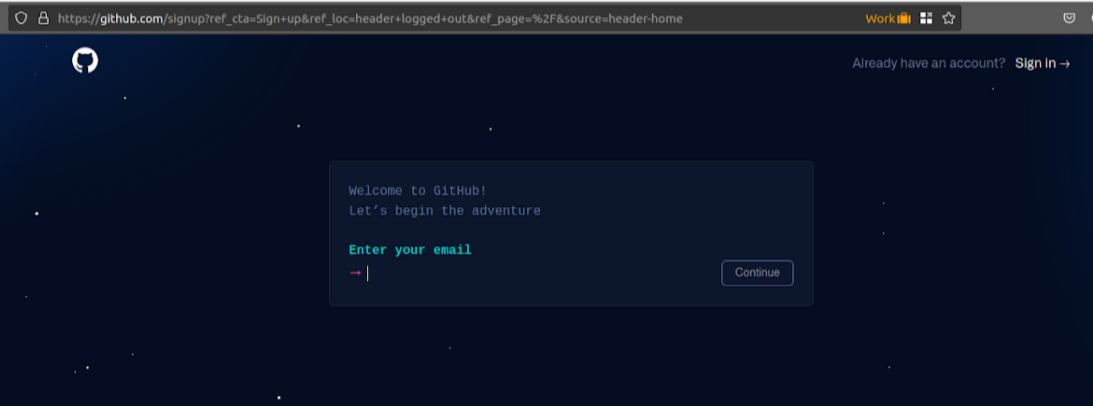 https://github.com/signup?ref_cta=Sign+up&ref_loc=header+logged+out&ref_page=%2F&source=header-home
Work
Already have an account? Sign in →
Welcome to GitHub!
Let’s begin the adventure
Enter your email
→
Continue